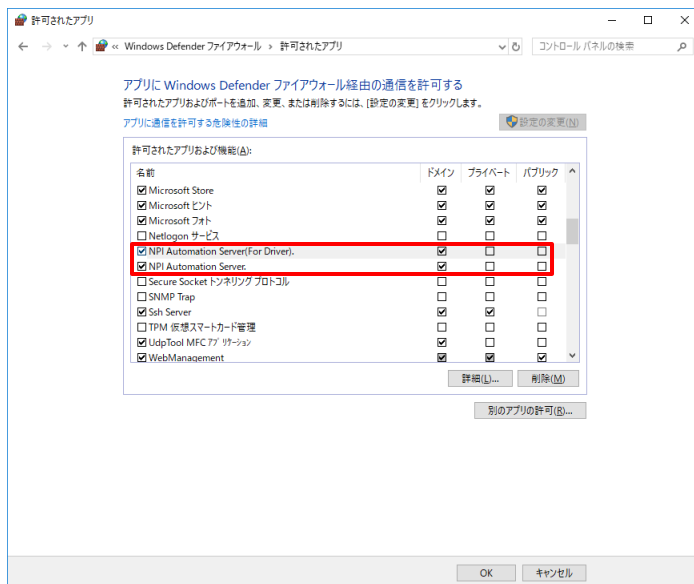 許可されたアプリ
« Windows Defender ファイアウォール > 許可されたアプリ
コントロール パネルの検索
アプリに Windows Defender ファイアウォール経由の通信を許可する
許可されたアプリおよびポートを追加、変更、または削除するには、[設定の変更] をクリックします。
アプリに通信を許可する危険性の詳細
設定の変更(N)
許可されたアプリおよび機能(A):
名前 ドメイン プライベート パブリック
Microsoft Store
Microsoft ヒント
Microsoft フォト
Netlogon サービス
NPI Automation Server(For Driver).
NPI Automation Server.
Secure Socket トンネリング プロトコル
SNMP Trap
Ssh Server
TPM 仮想スマートカード管理
UdpTool MFC ｱﾌﾟﾘｹｰｼｮﾝ
WebManagement
詳細(L)... 削除(M)
別のアプリの許可(R)...
OK キャンセル